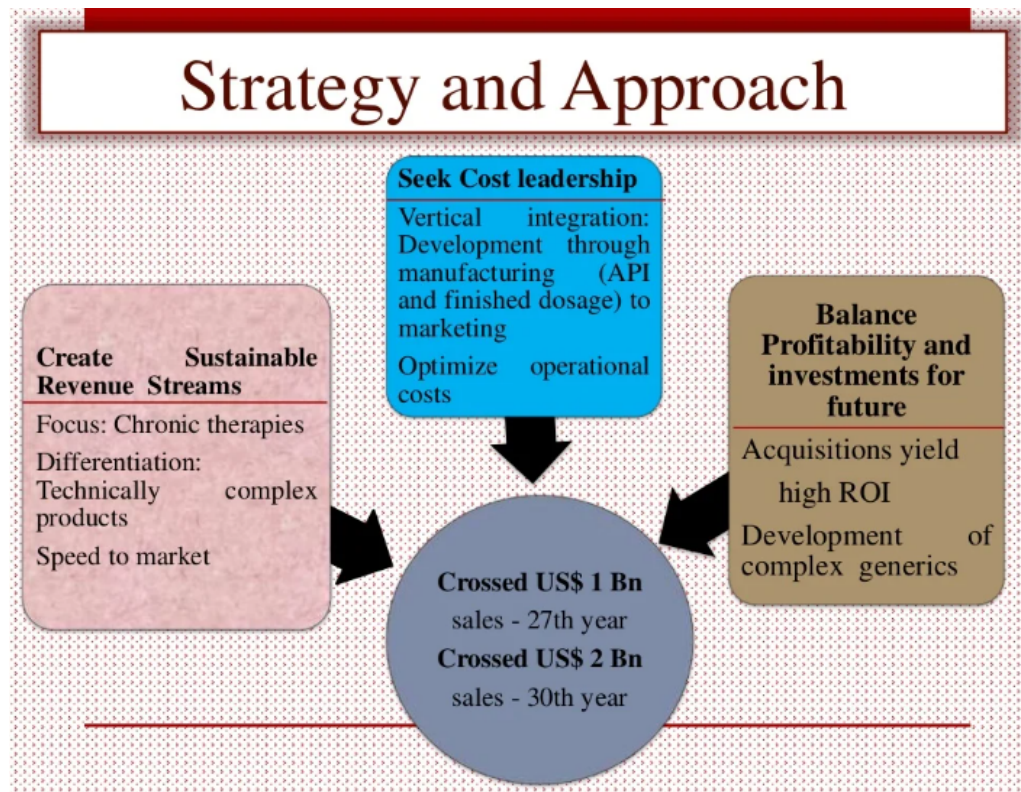 Strategy and Approach
Seek Cost leadership
Vertical integration:
Development through
manufacturing (API
and finished dosage) to
marketing
Optimize operational
costs
Create Sustainable
Revenue Streams
Focus: Chronic therapies
Differentiation:
Technically complex
products
Speed to market
Balance
Profitability and
investments for
future
Acquisitions yield
high ROI
Development of
complex generics
Crossed US$ 1 Bn
sales - 27th year
Crossed US$ 2 Bn
sales - 30th year